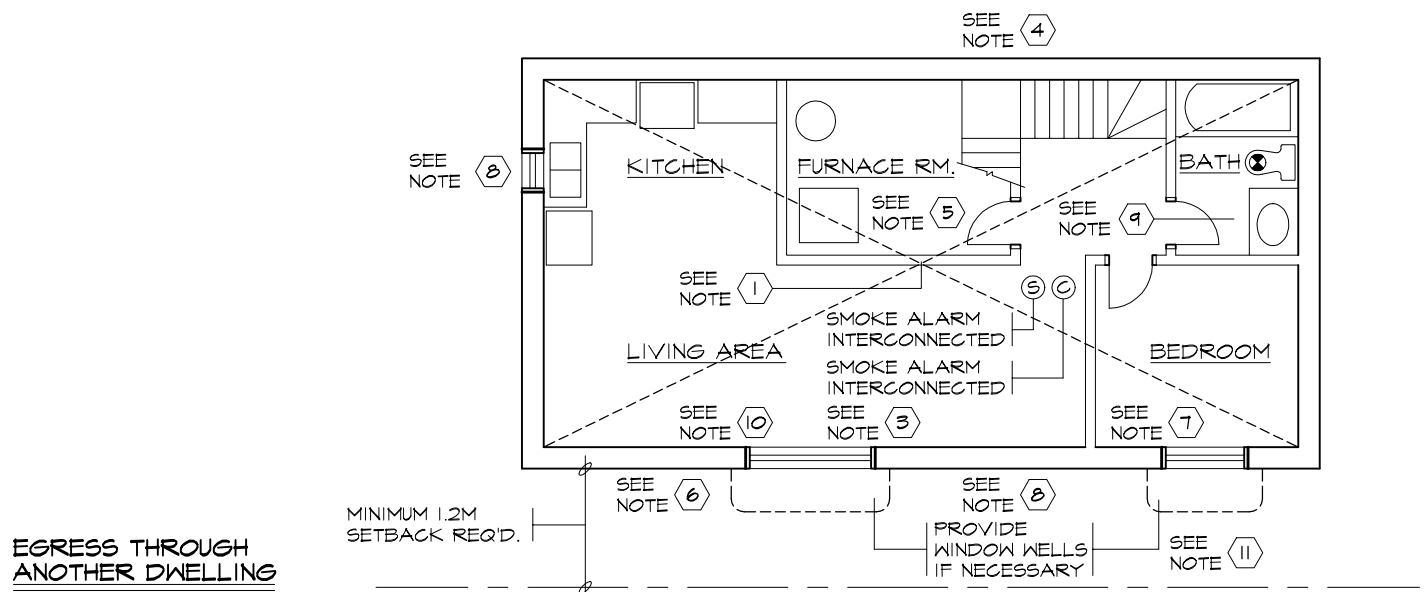 SEE
NOTE 4
SEE
NOTE 8
KITCHEN
FURNACE RM.
BATH
SEE
NOTE 5
SEE
NOTE 9
SEE
NOTE 1
S C
SMOKE ALARM
INTERCONNECTED
SMOKE ALARM
INTERCONNECTED
LIVING AREA
BEDROOM
SEE
NOTE 10
SEE
NOTE 3
SEE
NOTE 7
SEE
NOTE 6
SEE
NOTE 8
MINIMUM 1.2M
SETBACK REQ'D.
PROVIDE
WINDOW WELLS
IF NECESSARY
SEE
NOTE 11
EGRESS THROUGH
ANOTHER DWELLING